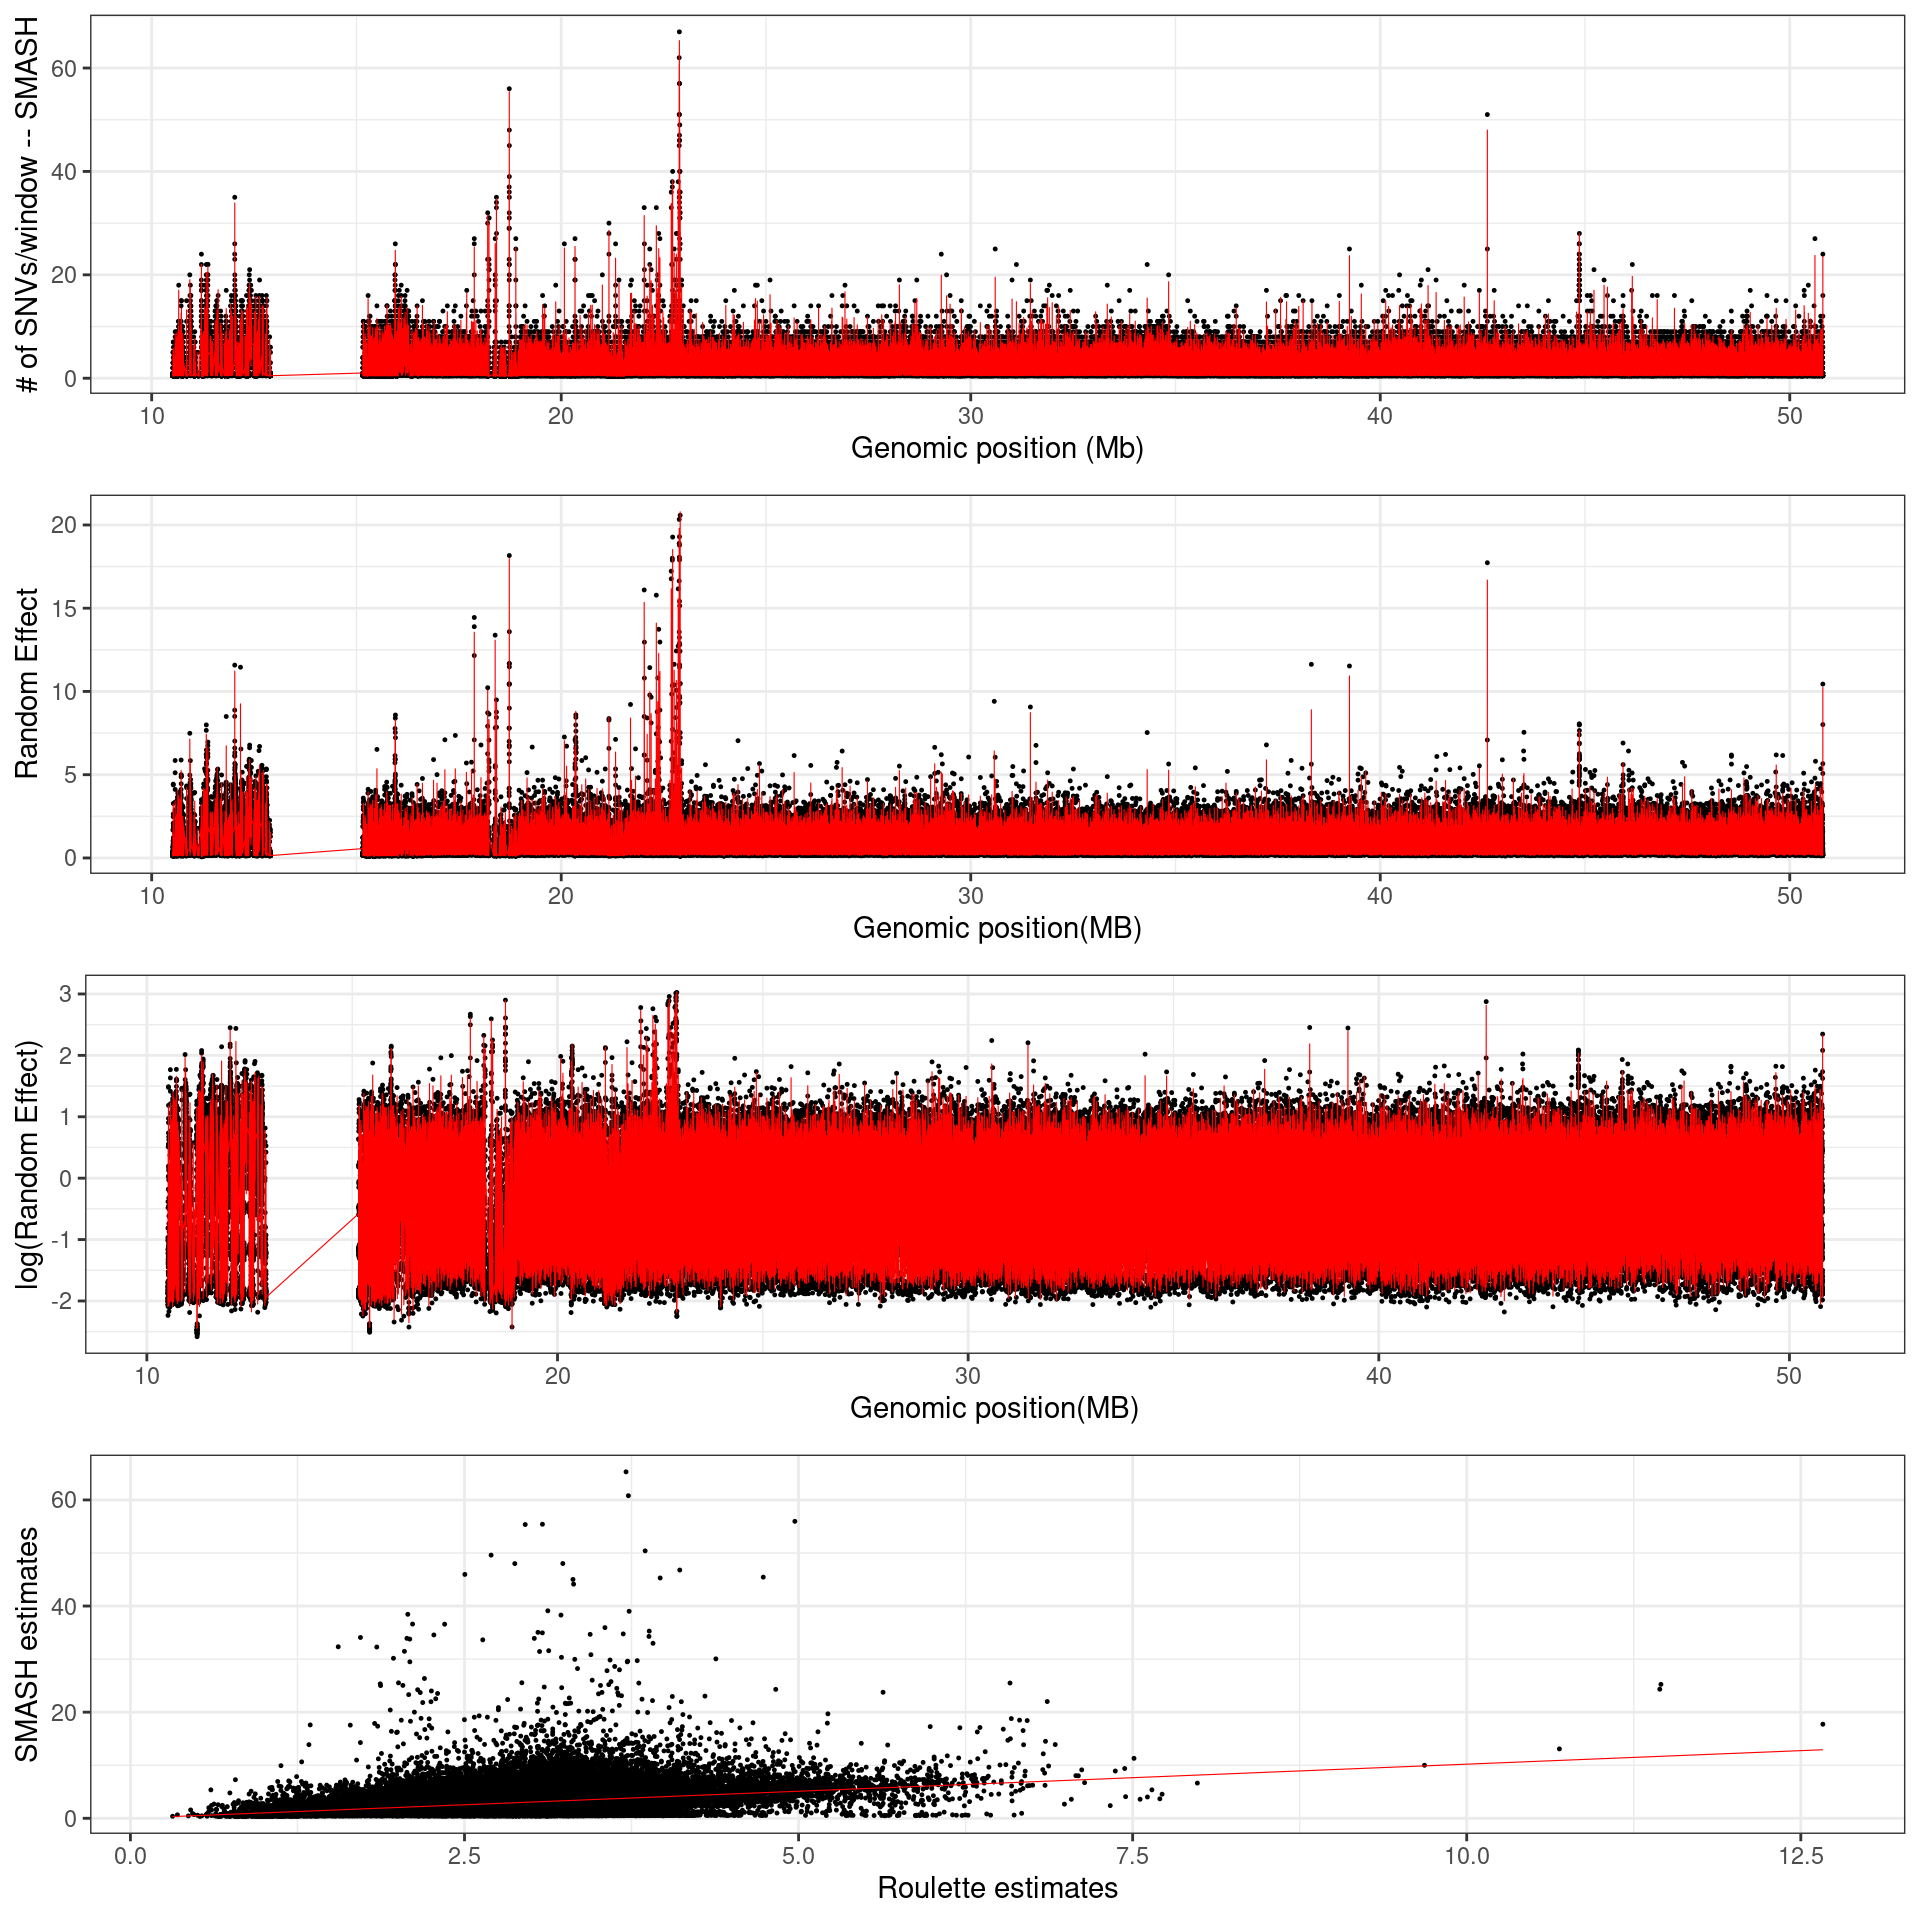 # of SNVs/window -- SMASH
60
40
20
0
10 20 30 40 50
Genomic position (Mb)
Random Effect
20
15
10
5
0
10 20 30 40 50
Genomic position(MB)
log(Random Effect)
3
2
1
0
-1
-2
10 20 30 40 50
Genomic position(MB)
SMASH estimates
60
40
20
0
0.0 2.5 5.0 7.5 10.0 12.5
Roulette estimates